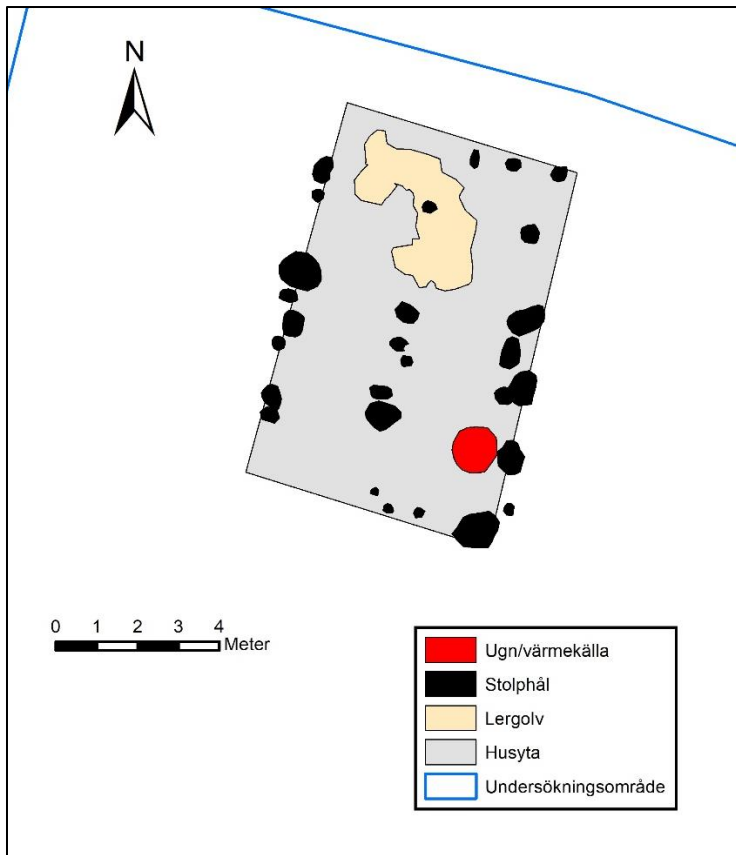 N
0 1 2 3 4
Meter
Ugn/värmekälla
Stolphål
Lergolv
Husyta
Undersökningsområde